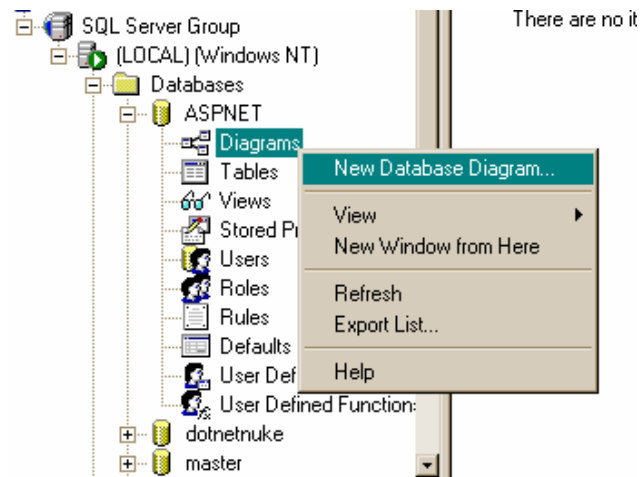 SQL Server Group
There are no it
(LOCAL) (Windows NT)
Databases
ASPNET
Diagrams
Tables
Views
Stored Pr
Users
Roles
Rules
Defaults
User Def
User Defined Function:
dotnetnuke
master
New Database Diagram...
View
New Window from Here
Refresh
Export List...
Help